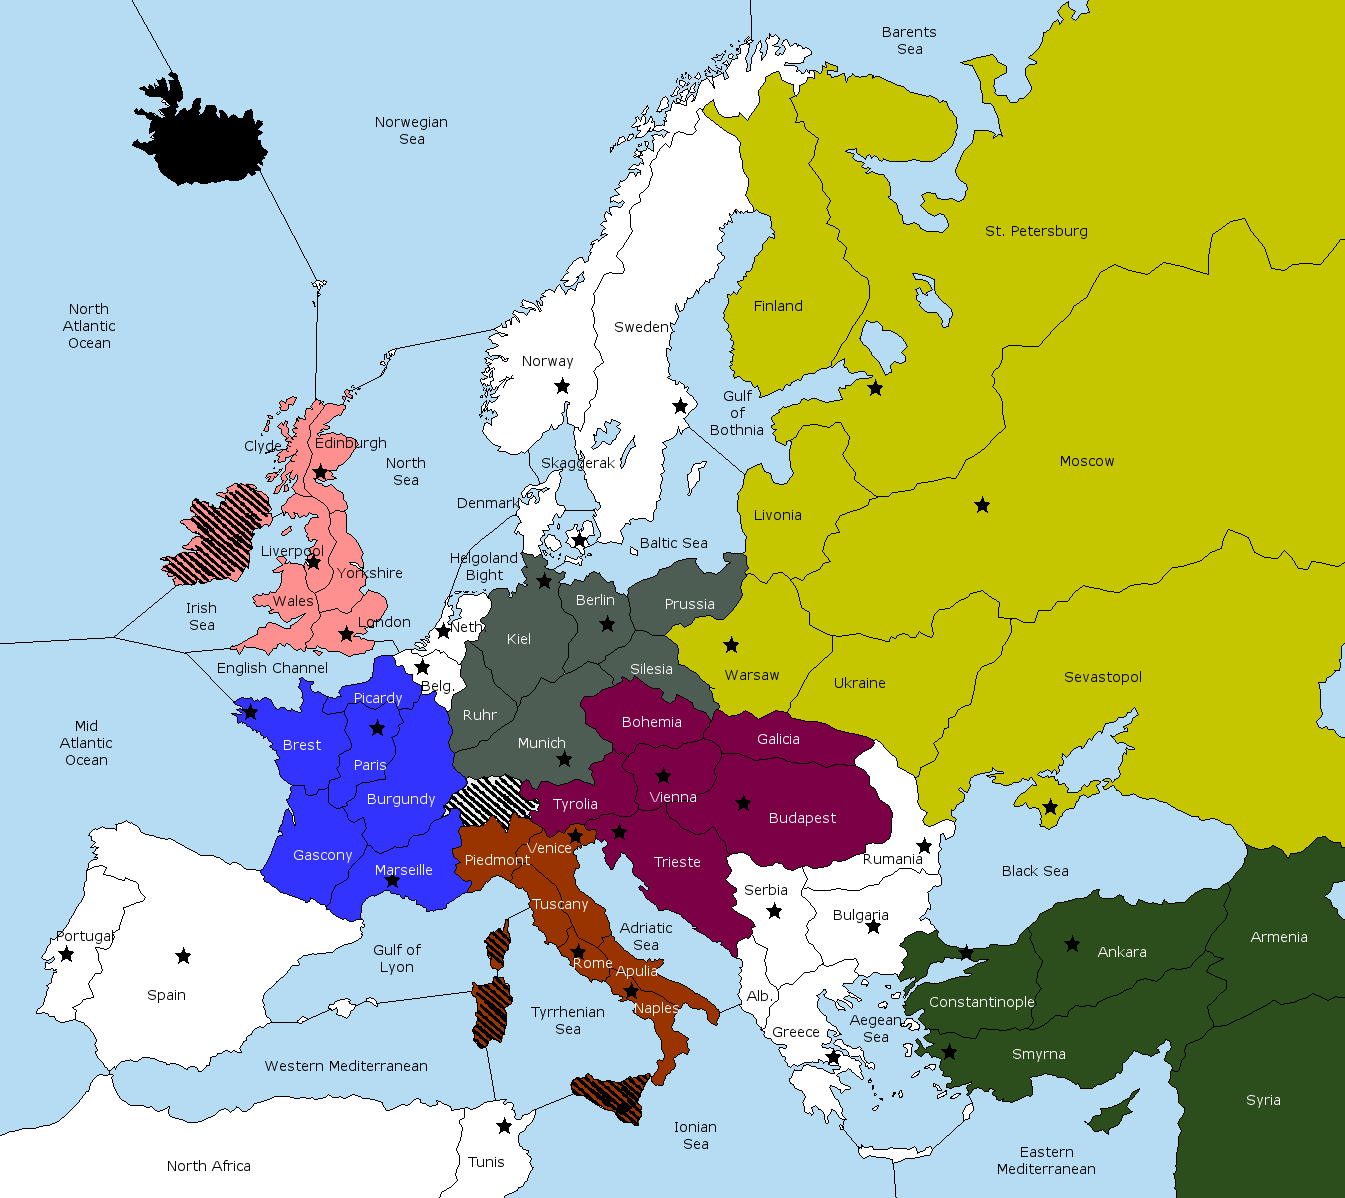 Barents
Sea
Norwegian
Sea
St. Petersburg
North
Atlantic
Ocean
Finland
Sweden
Norway
Gulf
of
Bothnia
Clyde
Edinburgh
North
Sea
Skaggerak
Moscow
Denmark
Livonia
Baltic Sea
Liverpool
Helgoland
Bight
Yorkshire
Irish
Sea
Wales
London
Berlin
Prussia
Neth.
Kiel
English Channel
Belg.
Silesia
Warsaw
Ukraine
Sevastopol
Picardy
Ruhr
Bohemia
Mid
Atlantic
Ocean
Brest
Paris
Munich
Galicia
Burgundy
Tyrolia
Vienna
Budapest
Gascony
Marseille
Piedmont
Venice
Trieste
Rumania
Black Sea
Serbia
Tuscany
Bulgaria
Portugal
Adriatic
Sea
Armenia
Gulf of
Lyon
Rome
Apulia
Ankara
Spain
Alb.
Constantinople
Tyrrhenian
Sea
Naples
Greece
Aegean
Sea
Smyrna
Western Mediterranean
Syria
Ionian
Sea
North Africa
Tunis
Eastern
Mediterranean